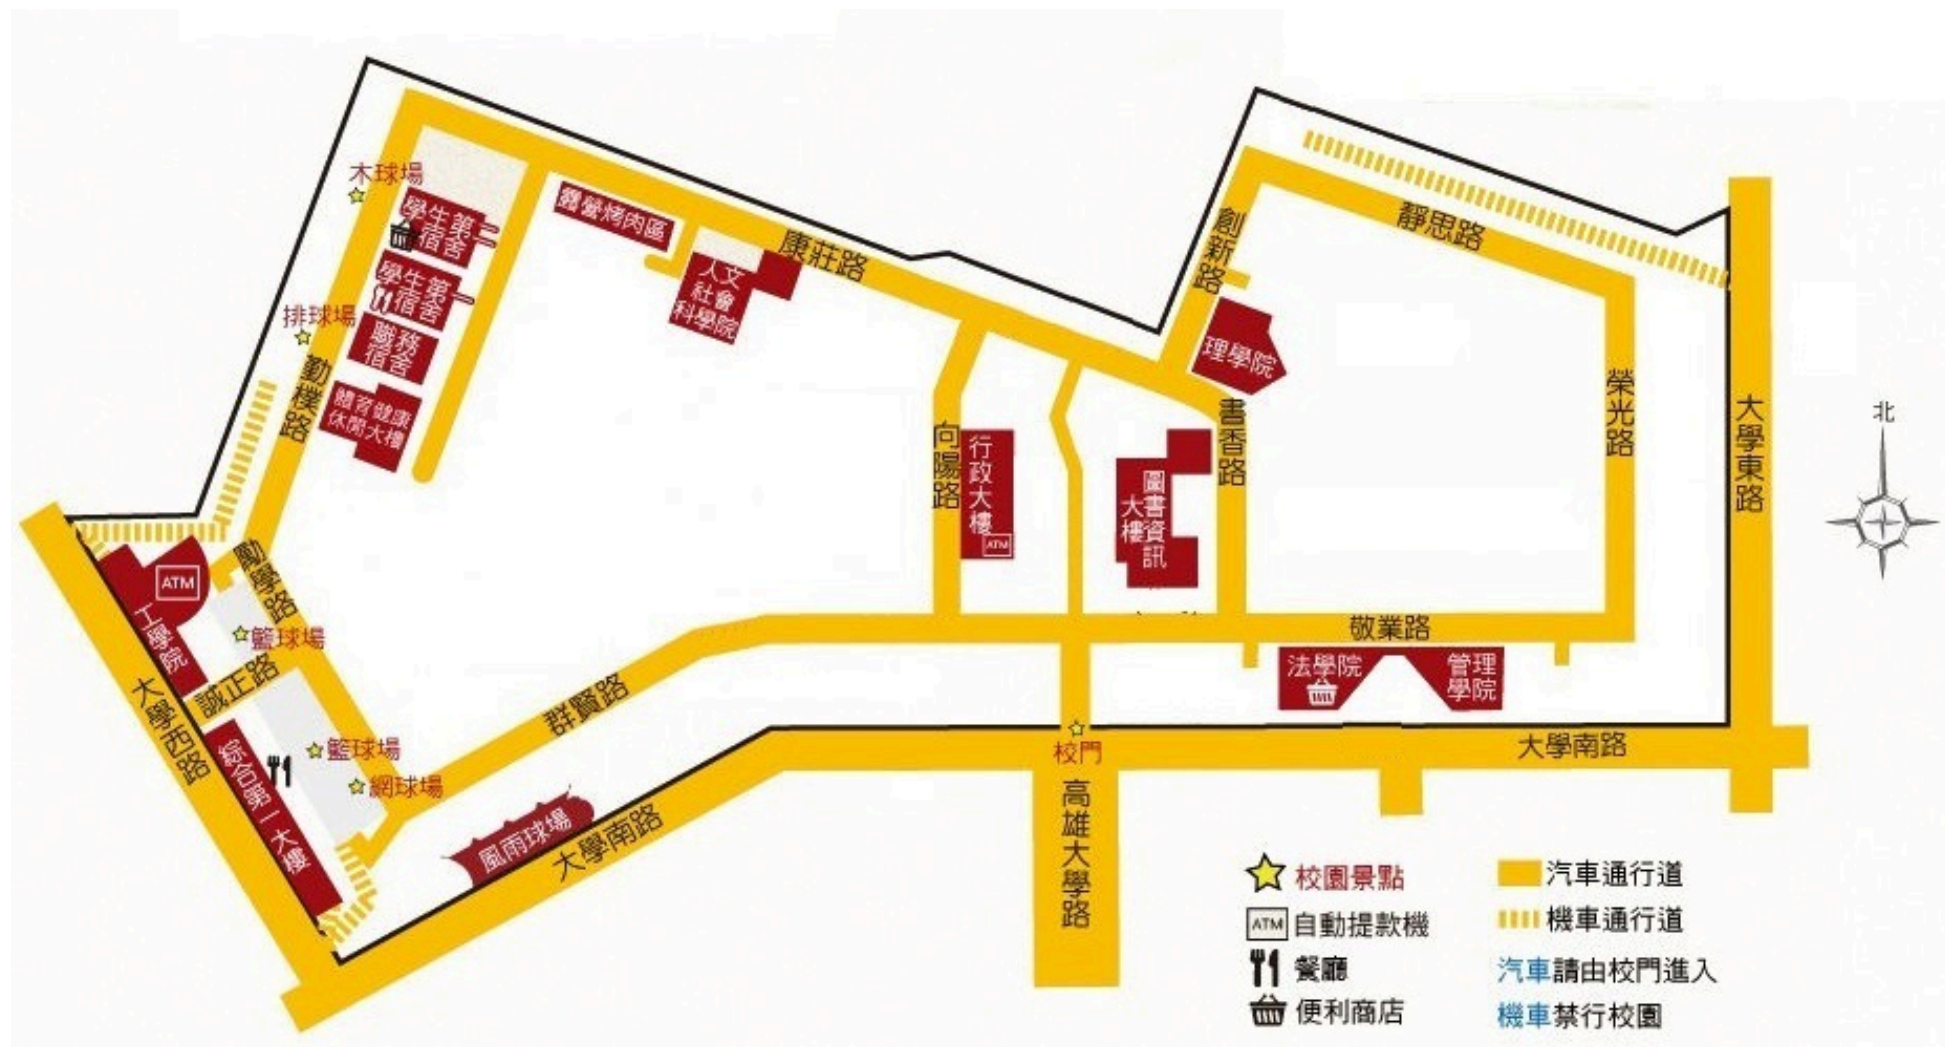 木球場
學生第二
宿舍
學生第一
宿舍
排球場
職務
宿舍
體育健康
休閒大樓
勤樸路
露營烤肉區
人文
社會
科學院
康莊路
創新路
靜思路
理學院
榮光路
大學東路
北
向陽路
行政大樓
ATM
圖書資訊
大樓
書香路
勵學路
ATM
工學院
籃球場
誠正路
大學西路
綜合第一大樓
籃球場
網球場
群賢路
風雨球場
大學南路
敬業路
法學院
管理
學院
校門
大學南路
高雄大學路
校園景點
ATM 自動提款機
餐廳
便利商店
汽車通行道
機車通行道
汽車請由校門進入
機車禁行校園